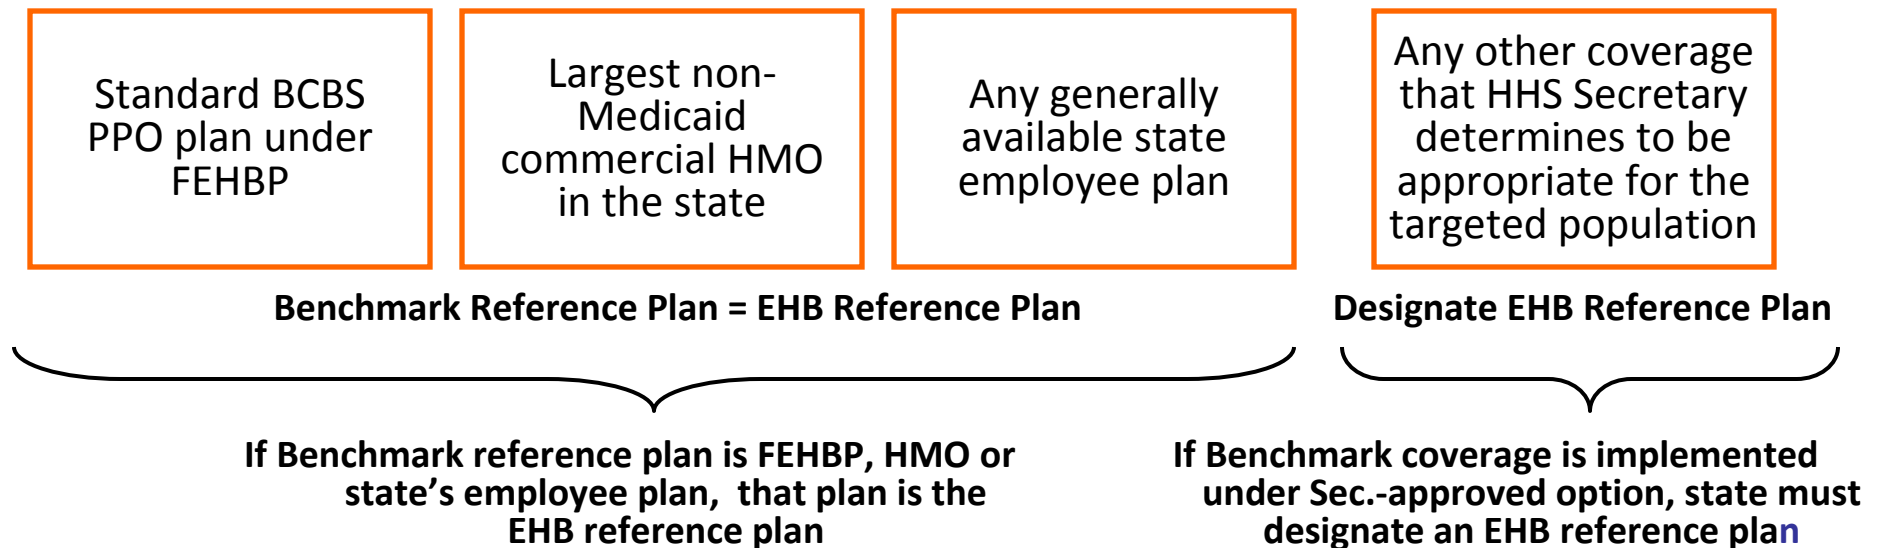 Standard BCBS
PPO plan under
FEHBP
Largest non-
Medicaid
commercial HMO
in the state
Any generally
available state
employee plan
Any other coverage
that HHS Secretary
determines to be
appropriate for the
targeted population
Benchmark Reference Plan = EHB Reference Plan
Designate EHB Reference Plan
If Benchmark reference plan is FEHBP, HMO or
state’s employee plan, that plan is the
EHB reference plan
If Benchmark coverage is implemented
under Sec.-approved option, state must
designate an EHB reference plan